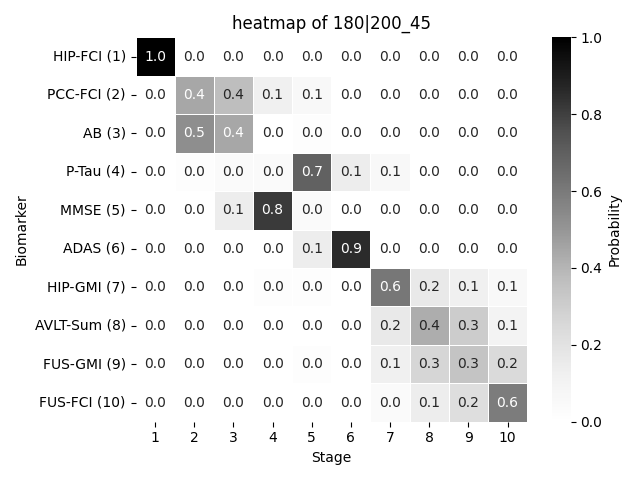 heatmap of 180|200_45
HIP-FCI (1) 1.0 0.0 0.0 0.0 0.0 0.0 0.0 0.0 0.0 0.0
PCC-FCI (2) 0.0 0.4 0.4 0.1 0.1 0.0 0.0 0.0 0.0 0.0
AB (3) 0.0 0.5 0.4 0.0 0.0 0.0 0.0 0.0 0.0 0.0
P-Tau (4) 0.0 0.0 0.0 0.0 0.7 0.1 0.1 0.0 0.0 0.0
MMSE (5) 0.0 0.0 0.1 0.8 0.0 0.0 0.0 0.0 0.0 0.0
ADAS (6) 0.0 0.0 0.0 0.0 0.1 0.9 0.0 0.0 0.0 0.0
HIP-GMI (7) 0.0 0.0 0.0 0.0 0.0 0.0 0.6 0.2 0.1 0.1
AVLT-Sum (8) 0.0 0.0 0.0 0.0 0.0 0.0 0.2 0.4 0.3 0.1
FUS-GMI (9) 0.0 0.0 0.0 0.0 0.0 0.0 0.1 0.3 0.3 0.2
FUS-FCI (10) 0.0 0.0 0.0 0.0 0.0 0.0 0.0 0.1 0.2 0.6
1 2 3 4 5 6 7 8 9 10
Stage
Biomarker
1.0
0.8
0.6
0.4
0.2
0.0
Probability